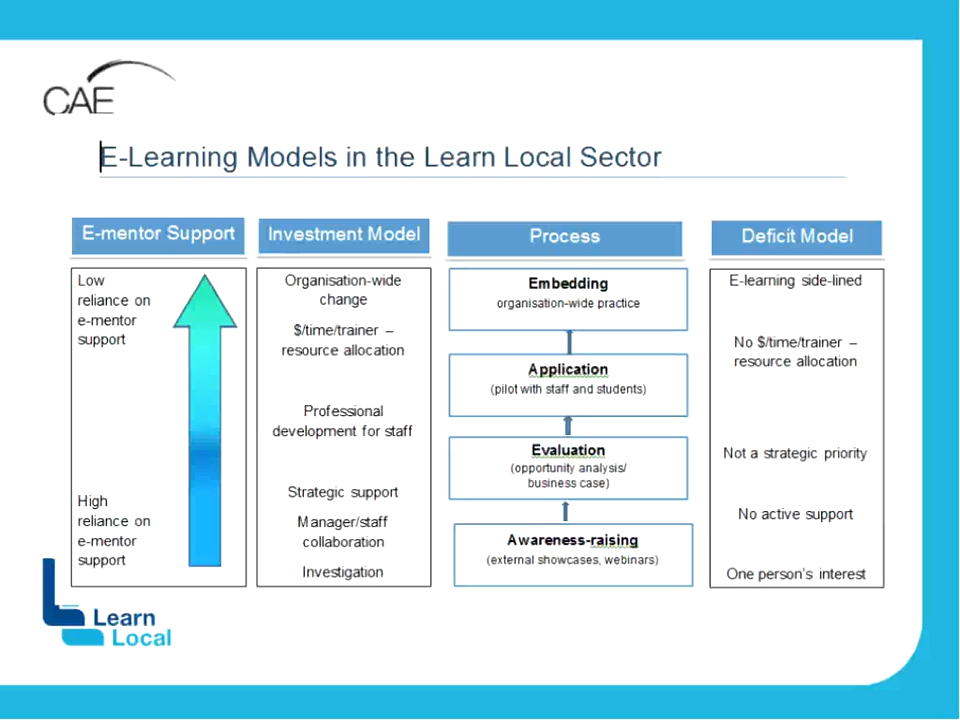 CAE
E-Learning Models in the Learn Local Sector
E-mentor Support
Low
reliance on
e-mentor
support
High
reliance on
e-mentor
support
Investment Model
Organisation-wide
change
$/time/trainer –
resource allocation
Professional
development for staff
Strategic support
Manager/staff
collaboration
Investigation
Process
Embedding
organisation-wide practice
Application
(pilot with staff and students)
Evaluation
(opportunity analysis/
business case)
Awareness-raising
(external showcases, webinars)
Deficit Model
E-learning side-lined
No $/time/trainer –
resource allocation
Not a strategic priority
No active support
One person's interest
Learn
Local